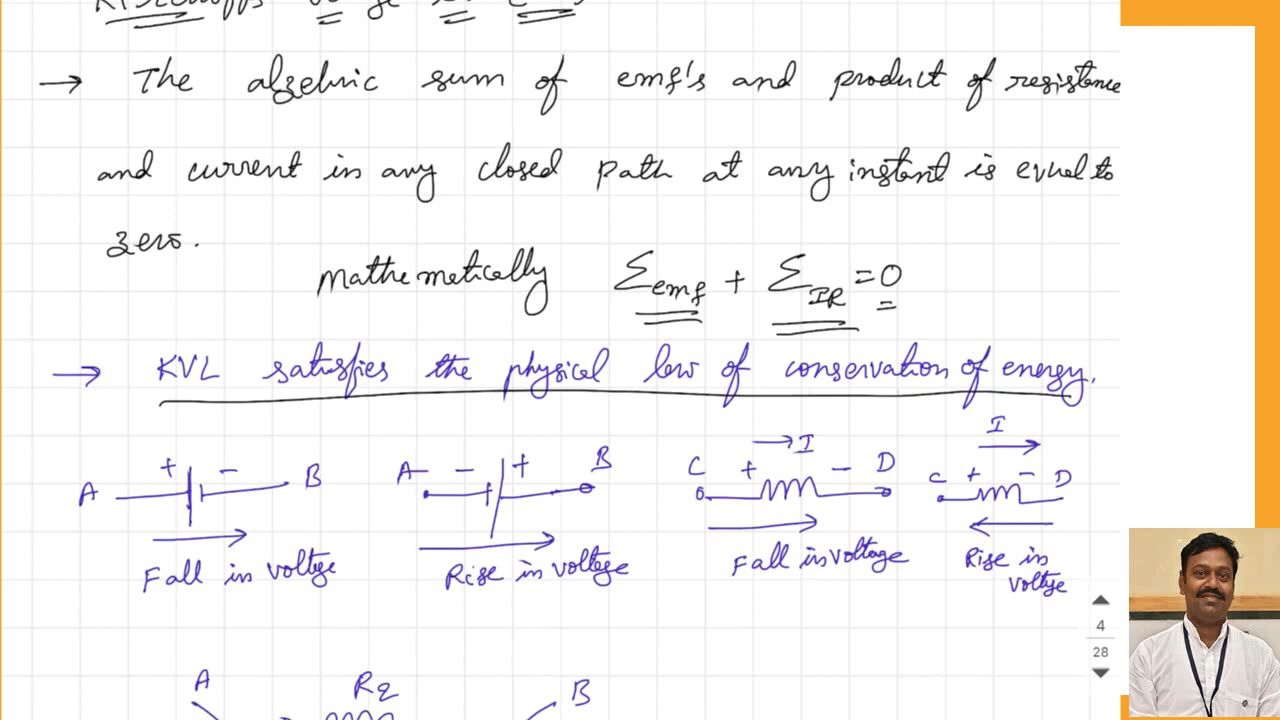 → The algebric sum of emf's and product of resistance
and current in any closed path at any instant is equal to
zero.
Mathemetically Σemf + ΣIR = 0
→ KVL satisfies the physical law of conservation of energy.
A + - B
A - + B
C + → I - D
I → C + - D
Fall in voltage
Rise in voltage
Fall in voltage
Rise in voltage
4
28
A R2 B